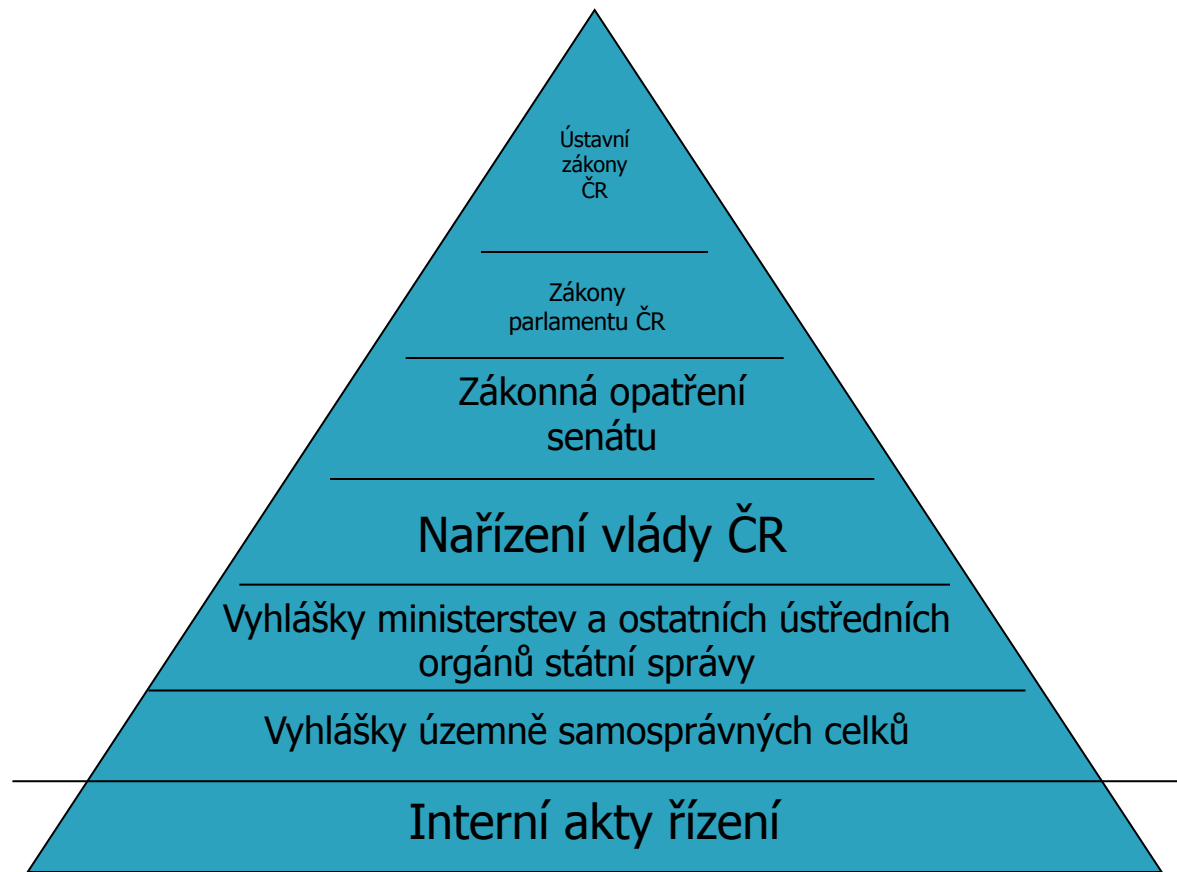 Ústavní
zákony
ČR
Zákony
parlamentu ČR
Zákonná opatření
senátu
Nařízení vlády ČR
Vyhlášky ministerstev a ostatních ústředních
orgánů státní správy
Vyhlášky územně samosprávných celků
Interní akty řízení